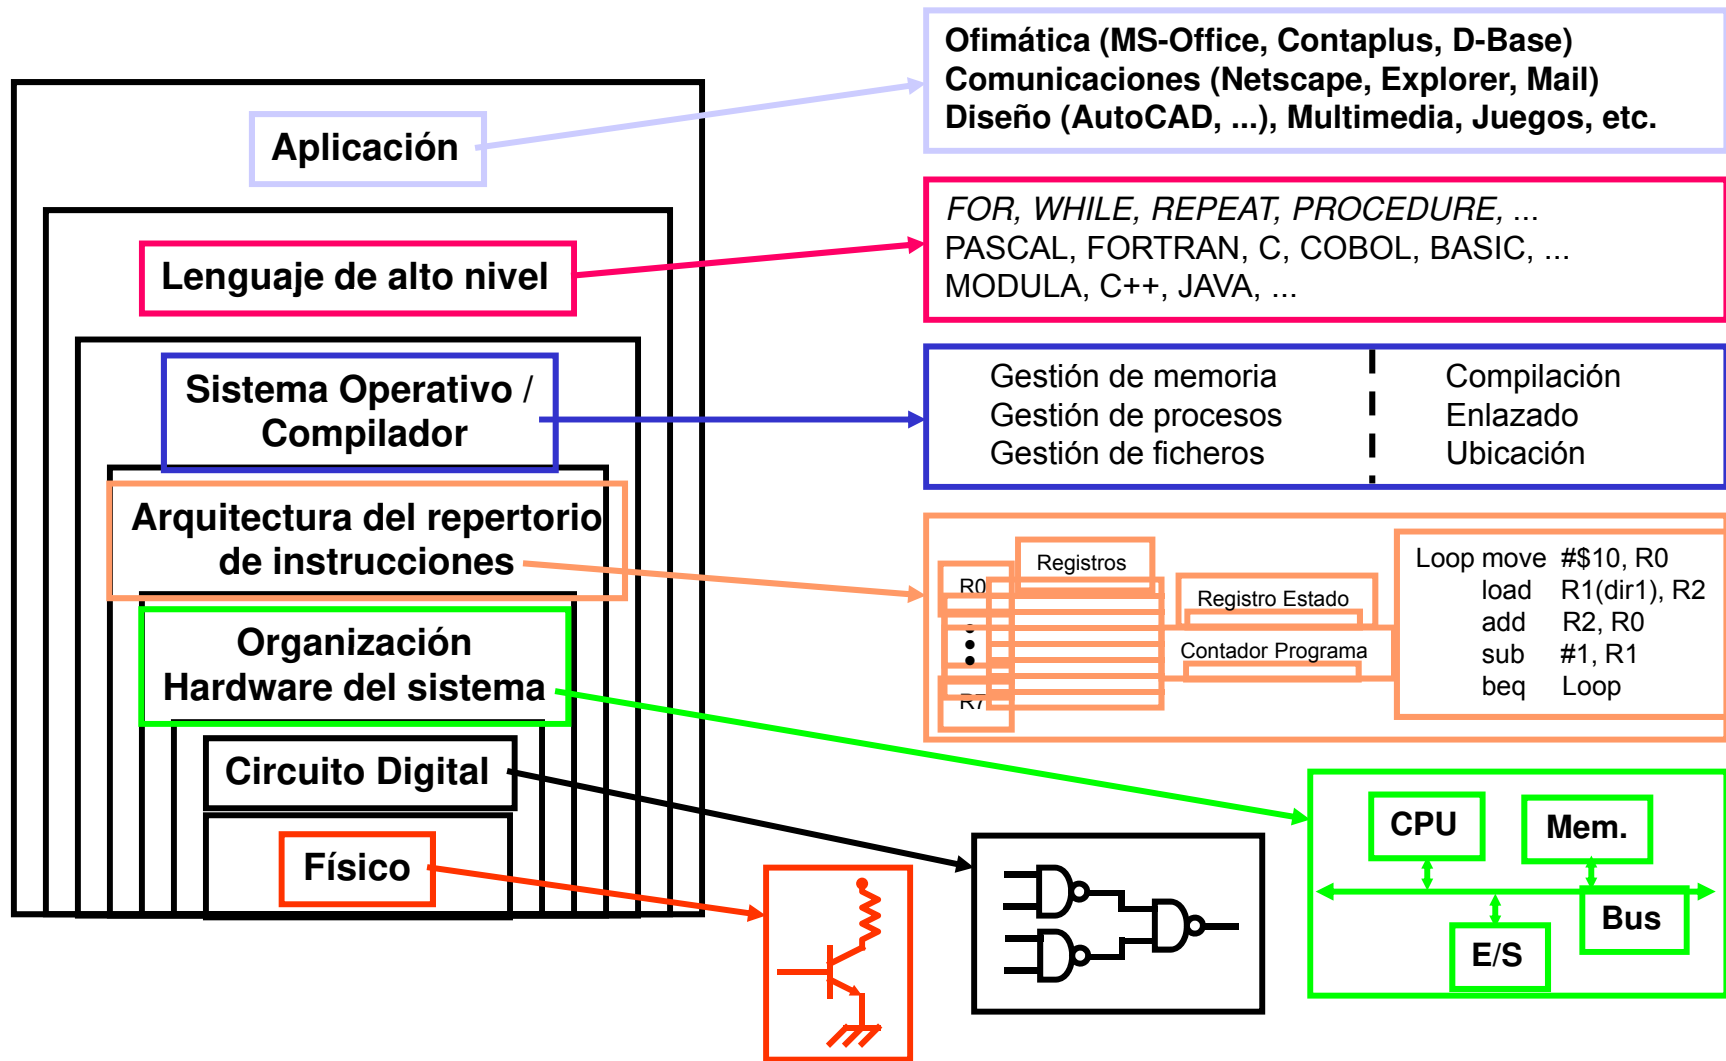 Aplicación
Lenguaje de alto nivel
Sistema Operativo /
Compilador
Arquitectura del repertorio
de instrucciones
Organización
Hardware del sistema
Circuito Digital
Físico
Ofimática (MS-Office, Contaplus, D-Base)
Comunicaciones (Netscape, Explorer, Mail)
Diseño (AutoCAD, ...), Multimedia, Juegos, etc.
FOR, WHILE, REPEAT, PROCEDURE, ...
PASCAL, FORTRAN, C, COBOL, BASIC, ...
MODULA, C++, JAVA, ...
Gestión de memoria
Gestión de procesos
Gestión de ficheros
Compilación
Enlazado
Ubicación
Registros
R0
R7
Registro Estado
Contador Programa
Loop move #$10, R0
load R1(dir1), R2
add R2, R0
sub #1, R1
beq Loop
CPU
Mem.
Bus
E/S